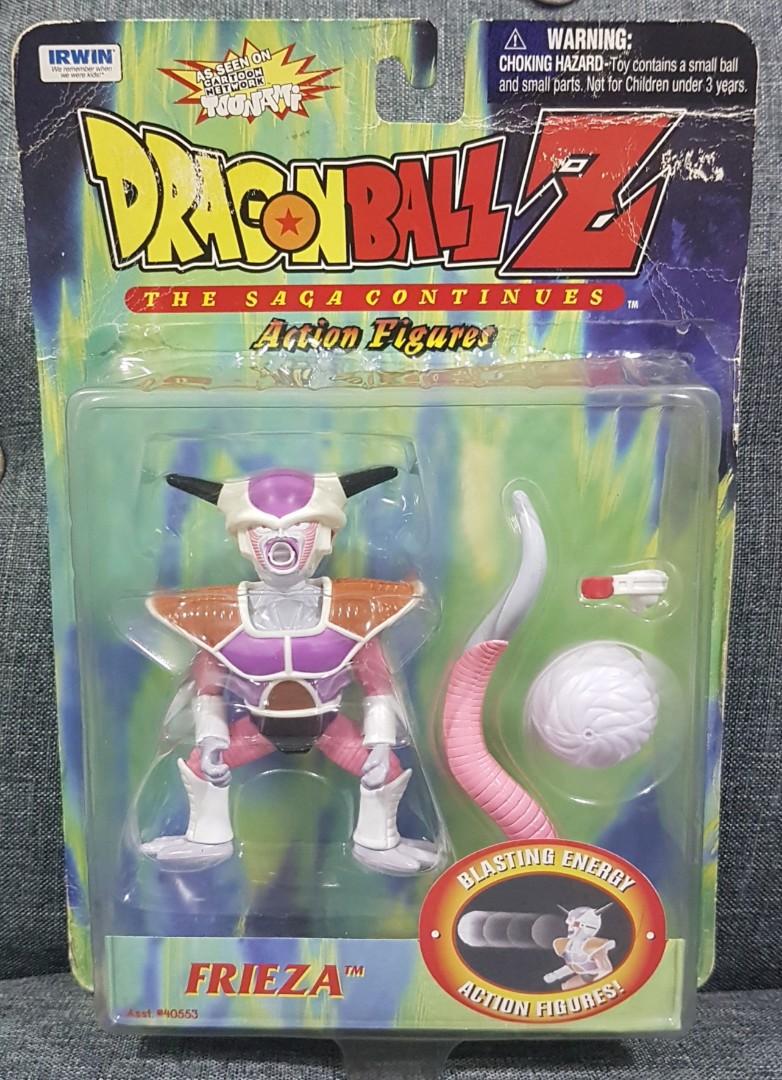 IRWIN
We remember when
we were kids!™
AS SEEN ON
CARTOON
NETWORK
TOONAMI
WARNING:
CHOKING HAZARD-Toy contains a small ball
and small parts. Not for Children under 3 years.
DRAGONBALL Z
THE SAGA CONTINUES™
Action Figures
BLASTING ENERGY
ACTION FIGURES!
FRIEZA™
Asst #40553